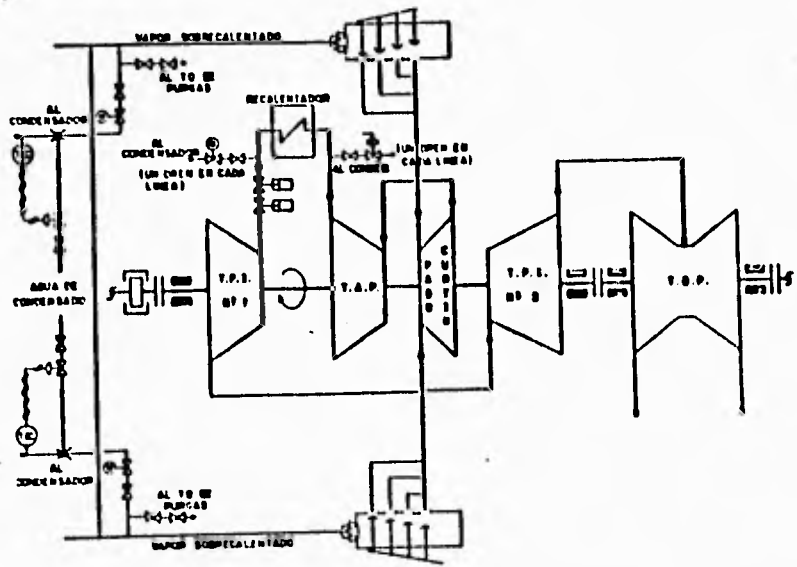 VAPOR SOBRECALENTADO
AL TQ DE
PURGAS
AL
CONDENSADOR
RECALENTADOR
AL
CONDENSADOR
(UN DREN EN CADA
LINEA)
(UN DREN EN
CADA LINEA)
AL CONDEN
T.P.I.
Nº 1
T.A.P.
PASO
CURTIS
T.P.I.
Nº 2
T.B.P.
AGUA DE
CONDENSADO
AL
CONDENSADOR
AL TQ DE
PURGAS
VAPOR SOBRECALENTADO